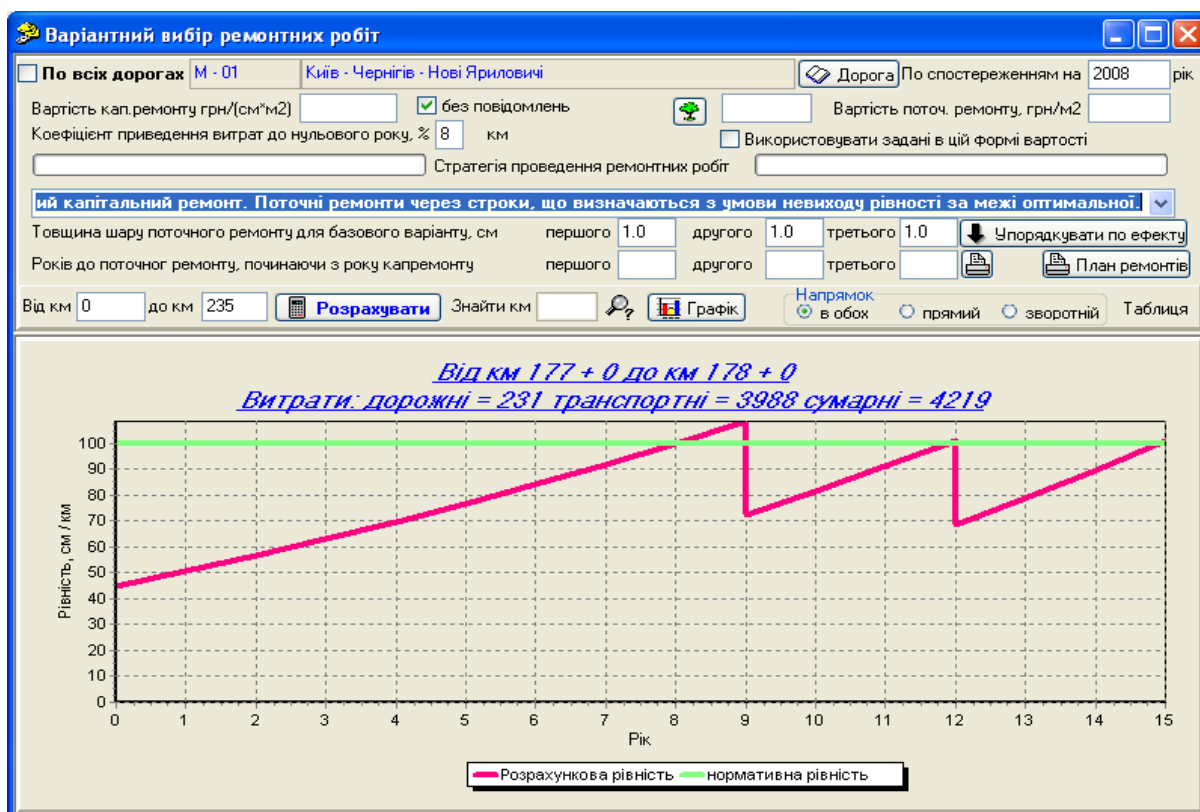 Варіантний вибір ремонтних робіт
По всіх дорогах М - 01 Київ - Чернігів - Нові Яриловичі Дорога По спостереженням на 2008 рік
Вартість кап.ремонту грн/(см*м2) без повідомлень Вартість поточ. ремонту, грн/м2
Коефіцієнт приведення витрат до нульового року, % 8 км Використовувати задані в цій формі вартості
Стратегія проведення ремонтних робіт
ий капітальний ремонт. Поточні ремонти через строки, що визначаються з умови невиходу рівності за межі оптимальної.
Товщина шару поточного ремонту для базового варіанту, см першого 1.0 другого 1.0 третього 1.0 Упорядкувати по ефекту
Років до поточног ремонту, починаючи з року капремонту першого другого третього План ремонтів
Від км 0 до км 235 Розрахувати Знайти км Графік Напрямок в обох прямий зворотній Таблиця
Від км 177 + 0 до км 178 + 0
Витрати: дорожні = 231 транспортні = 3988 сумарні = 4219
Рівність, см / км
100
90
80
70
60
50
40
30
20
10
0
0 1 2 3 4 5 6 7 8 9 10 11 12 13 14 15
Рік
Розрахункова рівність нормативна рівність